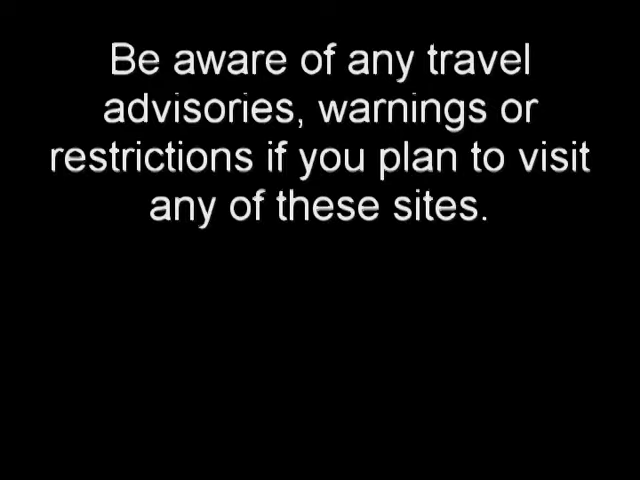 Be aware of any travel
advisories, warnings or
restrictions if you plan to visit
any of these sites.